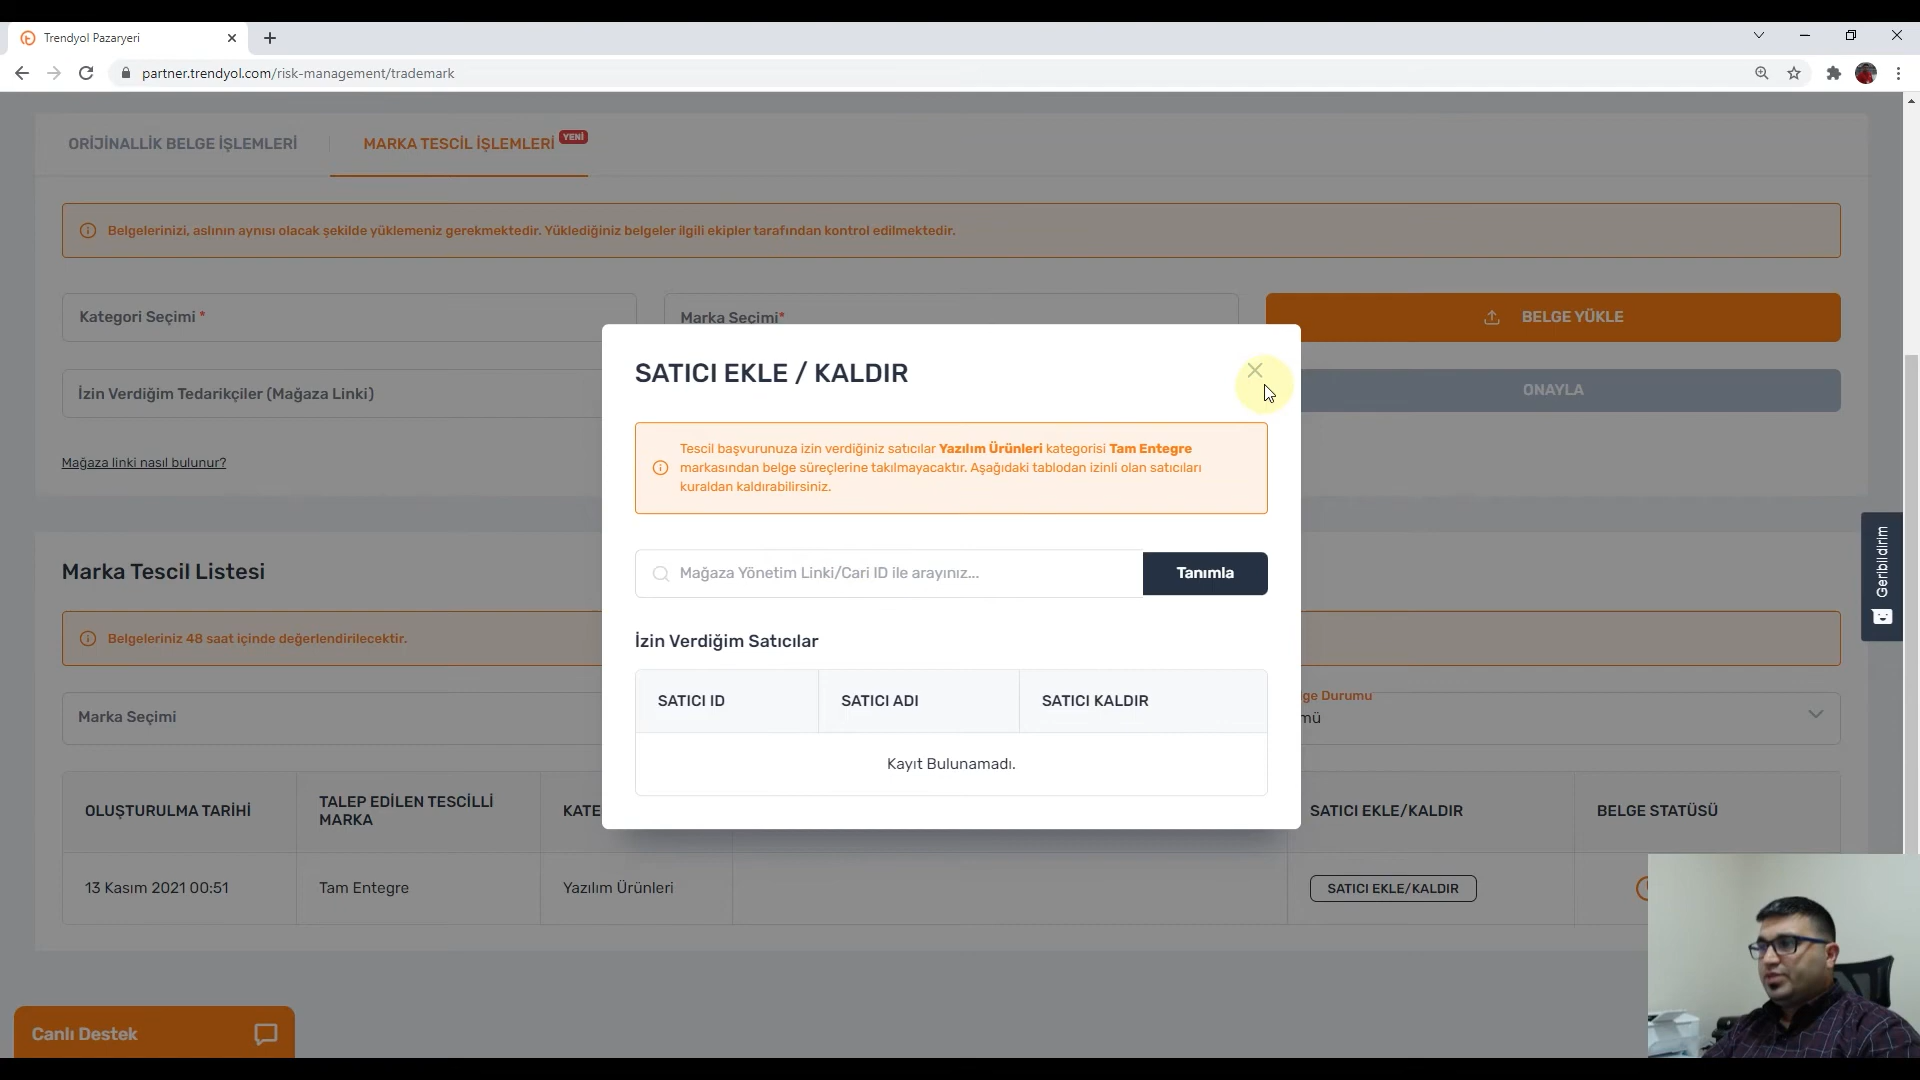 Trendyol Pazaryeri
partner.trendyol.com/risk-management/trademark
ORİJİNALLİK BELGE İŞLEMLERİ
MARKA TESCİL İŞLEMLERİ YENİ
Belgelerinizi, aslının aynısı olacak şekilde yüklemeniz gerekmektedir. Yüklediğiniz belgeler ilgili ekipler tarafından kontrol edilmektedir.
Kategori Seçimi *
Marka Seçimi*
BELGE YÜKLE
İzin Verdiğim Tedarikçiler (Mağaza Linki)
ONAYLA
Mağaza linki nasıl bulunur?
SATICI EKLE / KALDIR
Tescil başvurunuza izin verdiğiniz satıcılar Yazılım Ürünleri kategorisi Tam Entegre
markasından belge süreçlerine takılmayacaktır. Aşağıdaki tablodan izinli olan satıcıları
kuraldan kaldırabilirsiniz.
Mağaza Yönetim Linki/Cari ID ile arayınız...
Tanımla
İzin Verdiğim Satıcılar
SATICI ID
SATICI ADI
SATICI KALDIR
Kayıt Bulunamadı.
Geribildirim
Marka Tescil Listesi
Belgeleriniz 48 saat içinde değerlendirilecektir.
Marka Seçimi
lge Durumu
mü
OLUŞTURULMA TARİHİ
TALEP EDİLEN TESCİLLİ
MARKA
KATE
SATICI EKLE/KALDIR
BELGE STATÜSÜ
13 Kasım 2021 00:51
Tam Entegre
Yazılım Ürünleri
SATICI EKLE/KALDIR
Canlı Destek